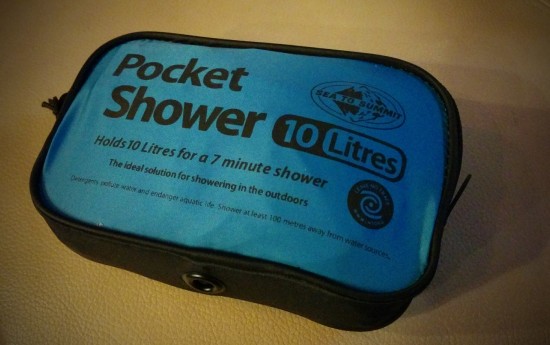 Pocket
Shower
10 Litres
SEA TO SUMMIT
Holds 10 Litres for a 7 minute shower
The ideal solution for showering in the outdoors
Detergents pollute water and endanger aquatic life. Shower at least 100 metres away from water sources.